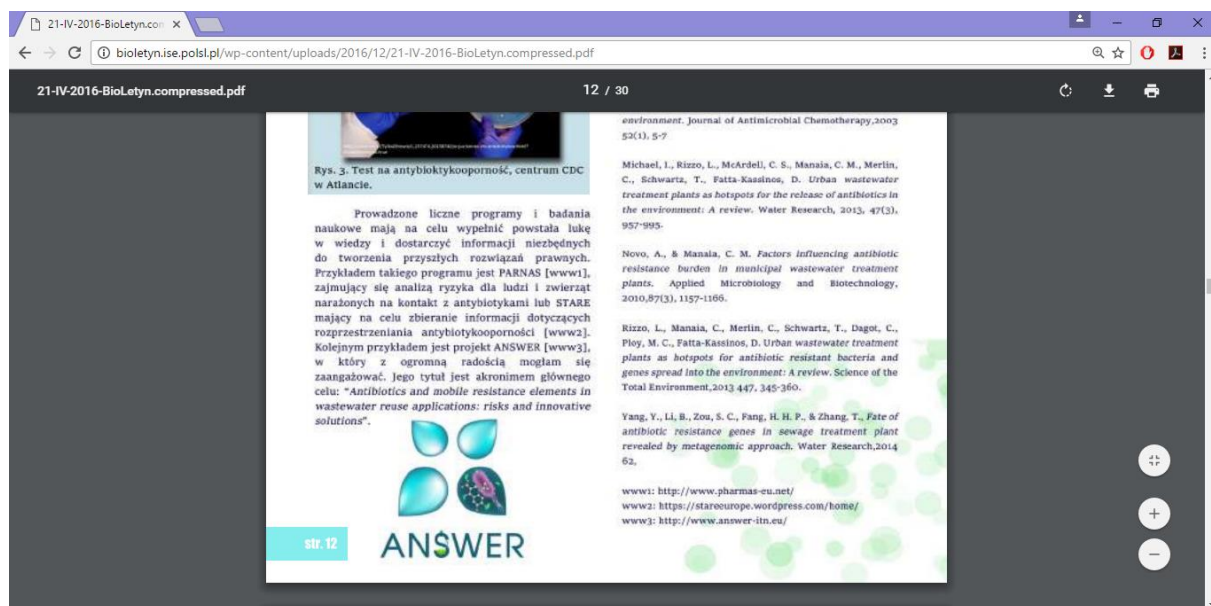 21-IV-2016-BioLetyn.con
bioletyn.ise.polsl.pl/wp-content/uploads/2016/12/21-IV-2016-BioLetyn.compressed.pdf
21-IV-2016-BioLetyn.compressed.pdf
12 / 30
Rys. 3. Test na antybioktykooporność, centrum CDC
w Atlancie.
Prowadzone liczne programy i badania
naukowe mają na celu wypełnić powstała lukę
w wiedzy i dostarczyć informacji niezbędnych
do tworzenia przyszłych rozwiązań prawnych.
Przykładem takiego programu jest PARNAS [www1],
zajmujący się analizą ryzyka dla ludzi i zwierząt
narażonych na kontakt z antybiotykami lub STARE
mający na celu zbieranie informacji dotyczących
rozprzestrzeniania antybiotykooporności [www2].
Kolejnym przykładem jest projekt ANSWER [www3],
w który z ogromną radością mogłam się
zaangażować. Jego tytuł jest akronimem głównego
celu: "Antibiotics and mobile resistance elements in
wastewater reuse applications: risks and innovative
solutions".
ANSWER
str. 12
environment. Journal of Antimicrobial Chemotherapy,2003
52(1), 5-7
Michael, I., Rizzo, L., McArdell, C. S., Manaia, C. M., Merlin,
C., Schwartz, T., Fatta-Kassinos, D. Urban wastewater
treatment plants as hotspots for the release of antibiotics in
the environment: A review. Water Research, 2013, 47(3),
957-995.
Novo, A., & Manaia, C. M. Factors influencing antibiotic
resistance burden in municipal wastewater treatment
plants. Applied Microbiology and Biotechnology,
2010,87(3), 1157-1166.
Rizzo, L., Manaia, C., Merlin, C., Schwartz, T., Dagot, C.,
Ploy, M. C., Fatta-Kassinos, D. Urban wastewater treatment
plants as hotspots for antibiotic resistant bacteria and
genes spread into the environment: A review. Science of the
Total Environment,2013 447, 345-360.
Yang, Y., Li, B., Zou, S. C., Fang, H. H. P., & Zhang, T., Fate of
antibiotic resistance genes in sewage treatment plant
revealed by metagenomic approach. Water Research,2014
62,
www1: http://www.pharmas-eu.net/
www2: https://stareeurope.wordpress.com/home/
www3: http://www.answer-itn.eu/